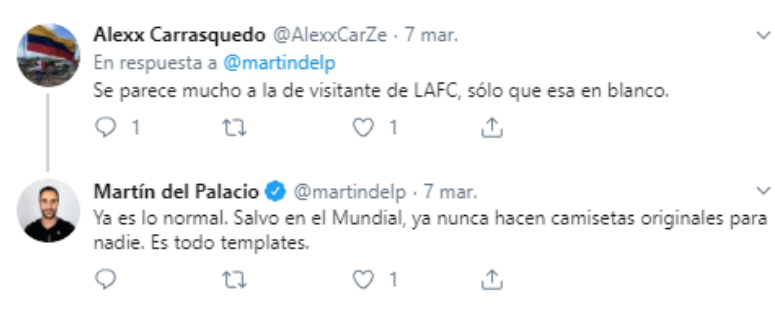 Alexx Carrasquedo @AlexxCarZe · 7 mar.
En respuesta a @martindelp
Se parece mucho a la de visitante de LAFC, sólo que esa en blanco.
1 1
Martín del Palacio @martindelp · 7 mar.
Ya es lo normal. Salvo en el Mundial, ya nunca hacen camisetas originales para
nadie. Es todo templates.
1